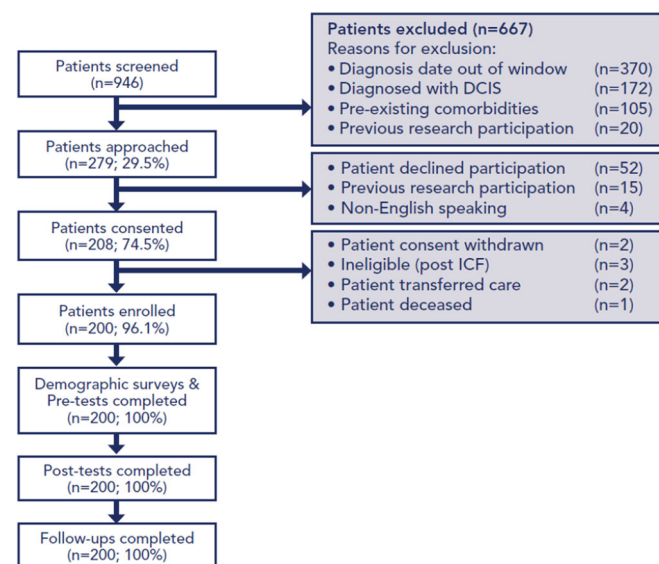 Patients screened
(n=946)
Patients excluded (n=667)
Reasons for exclusion:
• Diagnosis date out of window (n=370)
• Diagnosed with DCIS (n=172)
• Pre-existing comorbidities (n=105)
• Previous research participation (n=20)
Patients approached
(n=279; 29.5%)
• Patient declined participation (n=52)
• Previous research participation (n=15)
• Non-English speaking (n=4)
Patients consented
(n=208; 74.5%)
• Patient consent withdrawn (n=2)
• Ineligible (post ICF) (n=3)
• Patient transferred care (n=2)
• Patient deceased (n=1)
Patients enrolled
(n=200; 96.1%)
Demographic surveys &
Pre-tests completed
(n=200; 100%)
Post-tests completed
(n=200; 100%)
Follow-ups completed
(n=200; 100%)